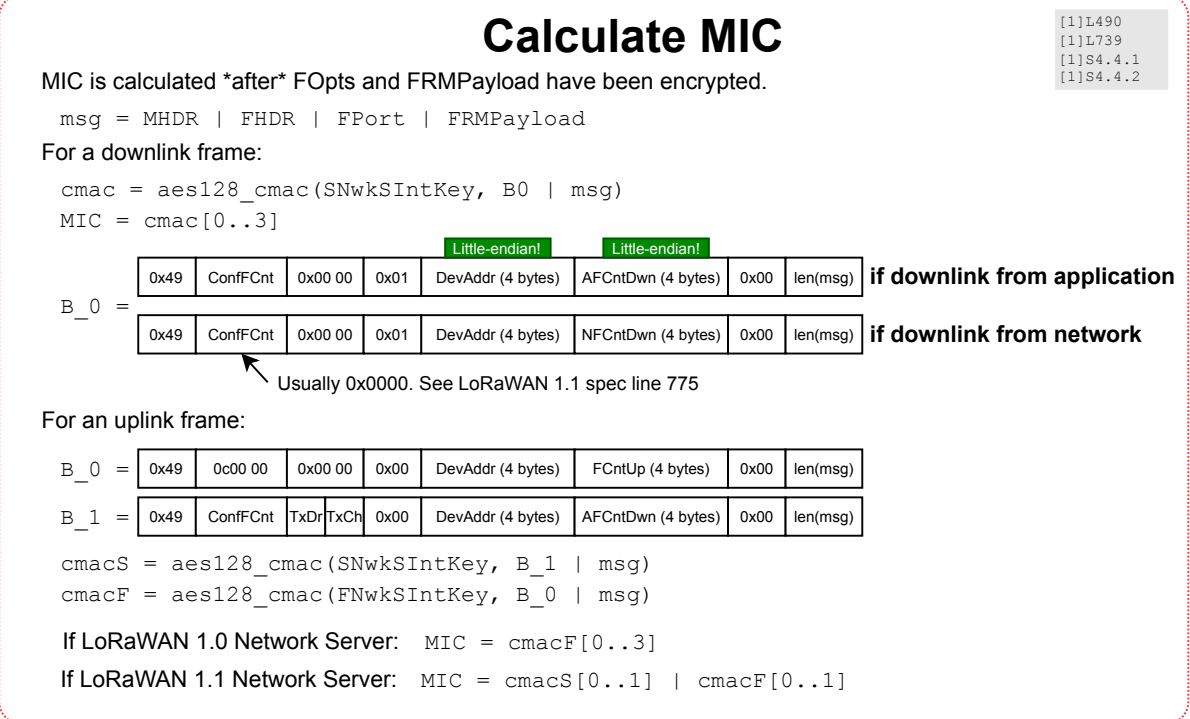 Calculate MIC
[1]L490
[1]L739
[1]S4.4.1
[1]S4.4.2
MIC is calculated *after* FOpts and FRMPayload have been encrypted.
msg = MHDR | FHDR | FPort | FRMPayload
For a downlink frame:
cmac = aes128_cmac(SNwkSIntKey, B0 | msg)
MIC = cmac[0..3]
Little-endian! Little-endian!
0x49 ConfFCnt 0x00 00 0x01 DevAddr (4 bytes) AFCntDwn (4 bytes) 0x00 len(msg) if downlink from application
B_0 =
0x49 ConfFCnt 0x00 00 0x01 DevAddr (4 bytes) NFCntDwn (4 bytes) 0x00 len(msg) if downlink from network
Usually 0x0000. See LoRaWAN 1.1 spec line 775
For an uplink frame:
B_0 = 0x49 0c00 00 0x00 00 0x00 DevAddr (4 bytes) FCntUp (4 bytes) 0x00 len(msg)
B_1 = 0x49 ConfFCnt TxDr TxCh 0x00 DevAddr (4 bytes) AFCntDwn (4 bytes) 0x00 len(msg)
cmacS = aes128_cmac(SNwkSIntKey, B_1 | msg)
cmacF = aes128_cmac(FNwkSIntKey, B_0 | msg)
If LoRaWAN 1.0 Network Server: MIC = cmacF[0..3]
If LoRaWAN 1.1 Network Server: MIC = cmacS[0..1] | cmacF[0..1]